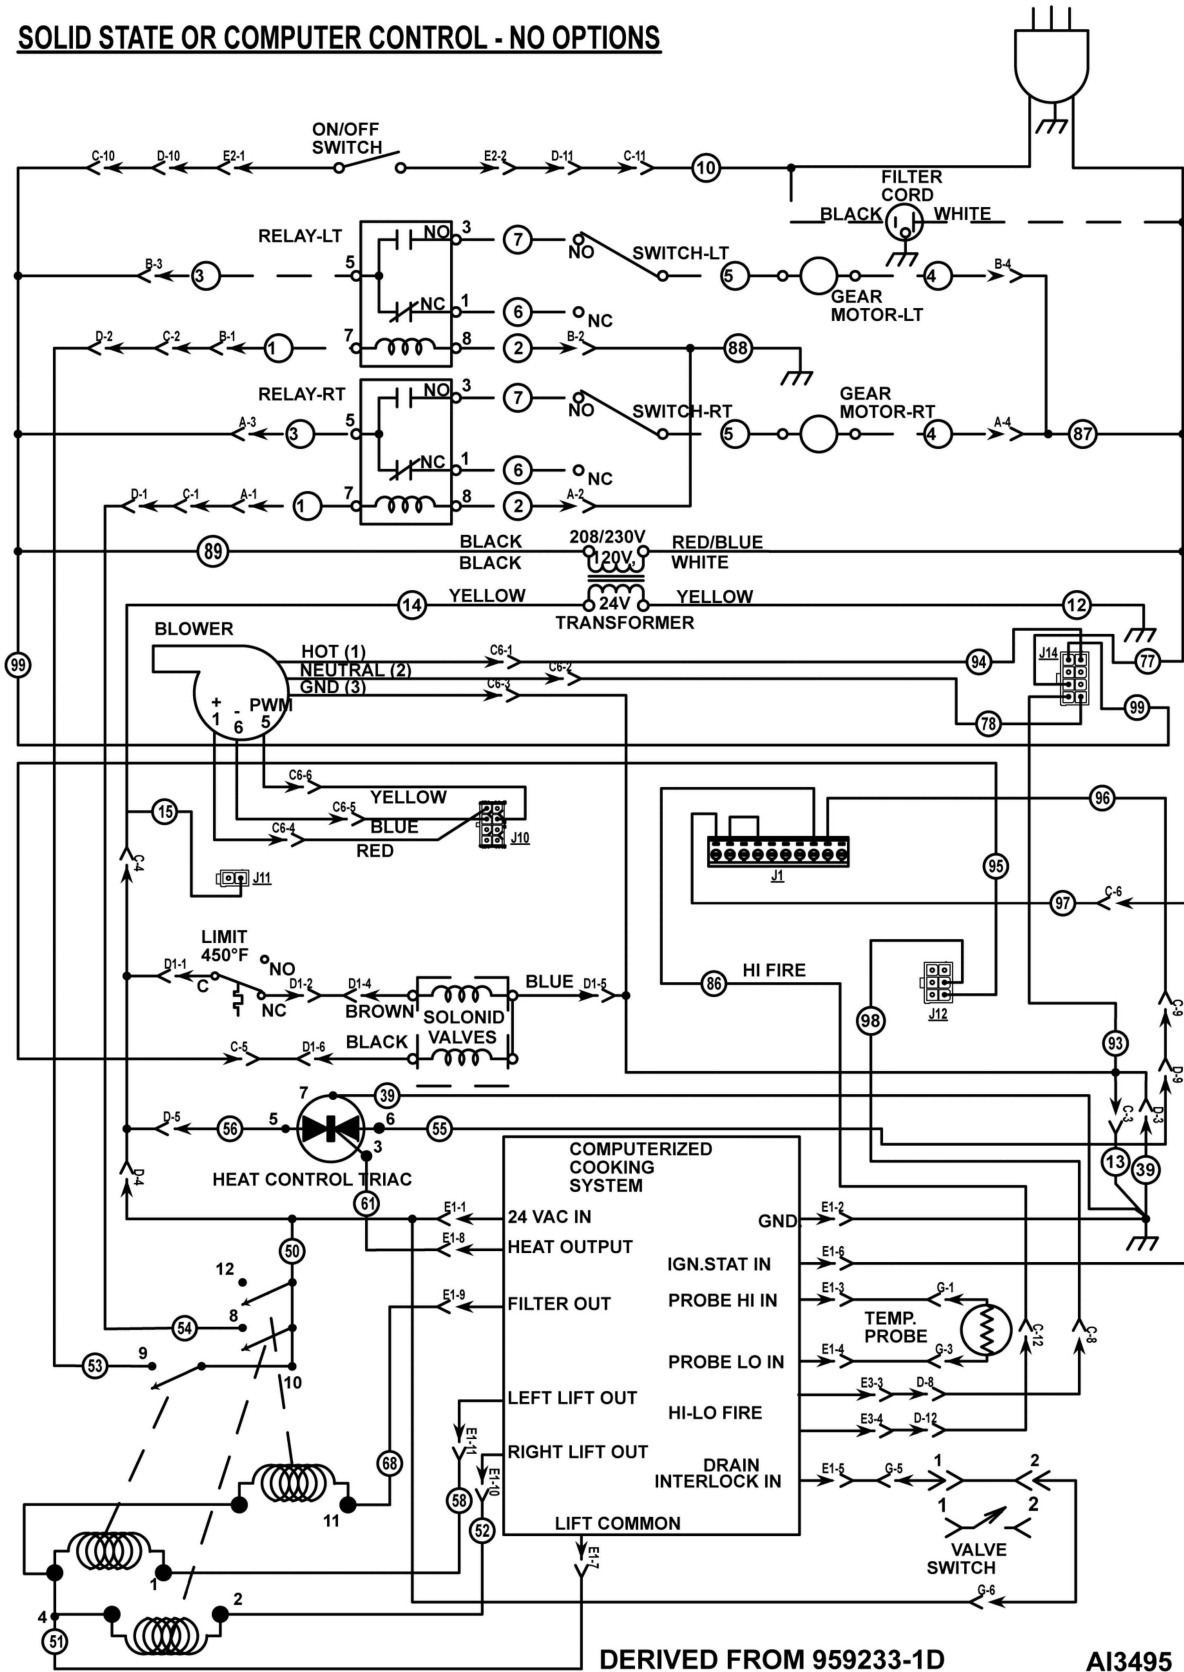 SOLID STATE OR COMPUTER CONTROL - NO OPTIONS
ON/OFF
SWITCH
C-10
D-10
E2-1
E2-2
D-11
C-11
10
FILTER
CORD
BLACK
WHITE
RELAY-LT
NO
3
7
NO
SWITCH-LT
5
B-3
3
5
4
B-4
GEAR
MOTOR-LT
NC
1
6
NC
D-2
C-2
B-1
1
7
8
2
B-2
88
RELAY-RT
NO
3
7
NO
SWITCH-RT
GEAR
MOTOR-RT
A-3
3
5
5
4
A-4
87
NC
1
6
NC
D-1
C-1
A-1
1
7
8
2
A-2
89
BLACK
208/230V
RED/BLUE
BLACK
120V,
WHITE
14
YELLOW
24V
YELLOW
12
TRANSFORMER
BLOWER
99
HOT (1)
C6-1
94
J14
77
NEUTRAL (2)
C6-2
GND (3)
C6-3
78
99
+
-
PWM
1
6
5
C6-6
YELLOW
C6-5
BLUE
C6-4
RED
J10
15
J11
C-4
J1
96
95
97
C-6
LIMIT
450°F
NO
D1-1
C
NC
D1-2
D1-4
BROWN
SOLONID
VALVES
BLUE
D1-5
86
HI FIRE
J12
98
BLACK
C-5
D1-6
93
C-9
D-9
C-3
D-3
7
39
D-5
56
5
6
55
3
HEAT CONTROL TRIAC
D-4
61
13
39
COMPUTERIZED
COOKING
SYSTEM
E1-1
24 VAC IN
GND
E1-2
E1-8
HEAT OUTPUT
IGN.STAT IN
E1-6
50
12
E1-9
FILTER OUT
PROBE HI IN
E1-3
G-1
TEMP.
PROBE
54
8
C-12
C-8
53
9
10
PROBE LO IN
E1-4
G-3
LEFT LIFT OUT
HI-LO FIRE
E3-3
D-8
E3-4
D-12
E1-11
RIGHT LIFT OUT
E1-10
68
58
52
DRAIN
INTERLOCK IN
E1-5
G-5
1
2
1
2
VALVE
SWITCH
11
LIFT COMMON
E1-7
G-6
1
2
4
51
DERIVED FROM 959233-1D
AI3495